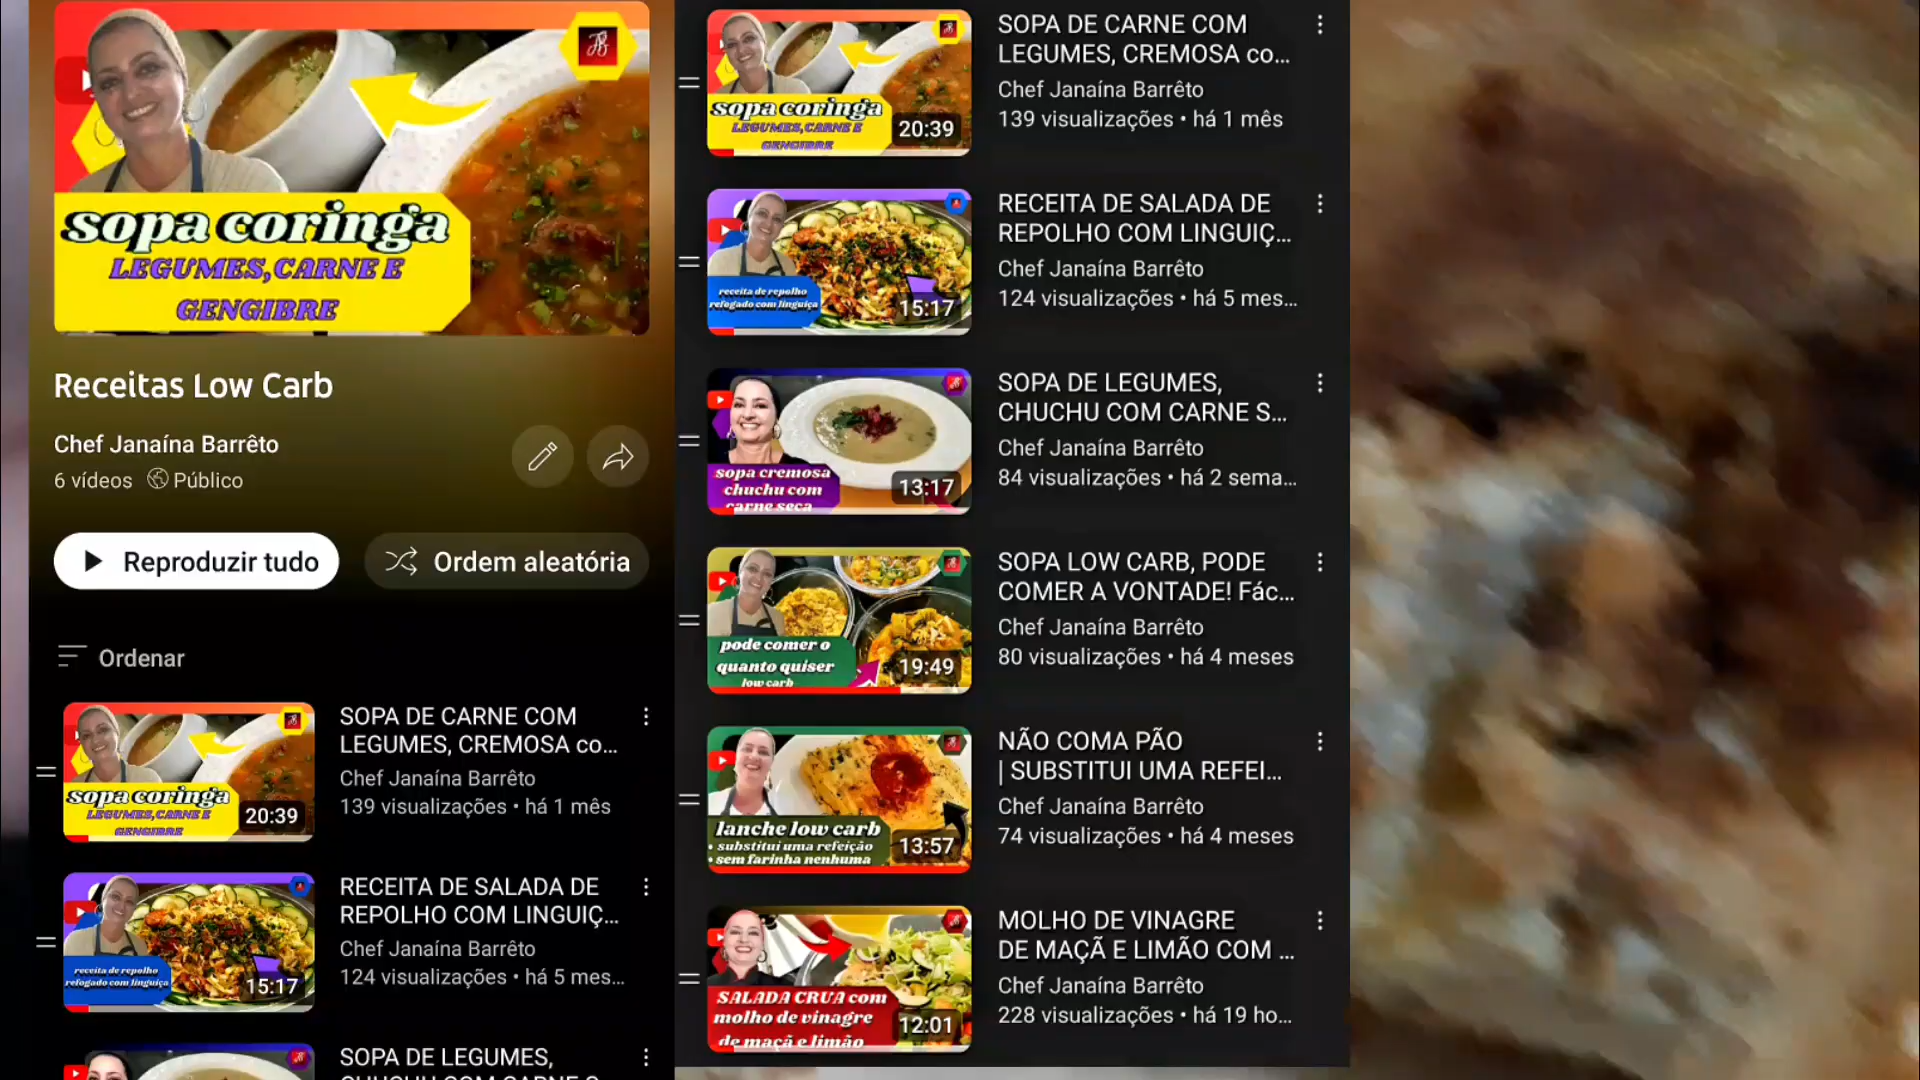 sopa coringa
LEGUMES, CARNE E
GENGIBRE
Receitas Low Carb
Chef Janaína Barrêto
6 vídeos Público
Reproduzir tudo
Ordem aleatória
Ordenar
sopa coringa
LEGUMES, CARNE E
GENGIBRE
20:39
SOPA DE CARNE COM
LEGUMES, CREMOSA co...
Chef Janaína Barrêto
139 visualizações • há 1 mês
receita de repolho
refogado com linguiça
15:17
RECEITA DE SALADA DE
REPOLHO COM LINGUIÇ...
Chef Janaína Barrêto
124 visualizações • há 5 mes...
SOPA DE LEGUMES,
CHUCHU COM CARNE S...
sopa coringa
LEGUMES, CARNE E
GENGIBRE
20:39
SOPA DE CARNE COM
LEGUMES, CREMOSA co...
Chef Janaína Barrêto
139 visualizações • há 1 mês
receita de repolho
refogado com linguiça
15:17
RECEITA DE SALADA DE
REPOLHO COM LINGUIÇ...
Chef Janaína Barrêto
124 visualizações • há 5 mes...
sopa cremosa
chuchu com
carne seca
13:17
SOPA DE LEGUMES,
CHUCHU COM CARNE S...
Chef Janaína Barrêto
84 visualizações • há 2 sema...
pode comer o
quanto quiser
low carb
19:49
SOPA LOW CARB, PODE
COMER A VONTADE! Fác...
Chef Janaína Barrêto
80 visualizações • há 4 meses
lanche low carb
• substitui uma refeição
• sem farinha nenhuma
13:57
NÃO COMA PÃO
| SUBSTITUI UMA REFEI...
Chef Janaína Barrêto
74 visualizações • há 4 meses
SALADA CRUA com
molho de vinagre
de maçã e limão
12:01
MOLHO DE VINAGRE
DE MAÇÃ E LIMÃO COM ...
Chef Janaína Barrêto
228 visualizações • há 19 ho...